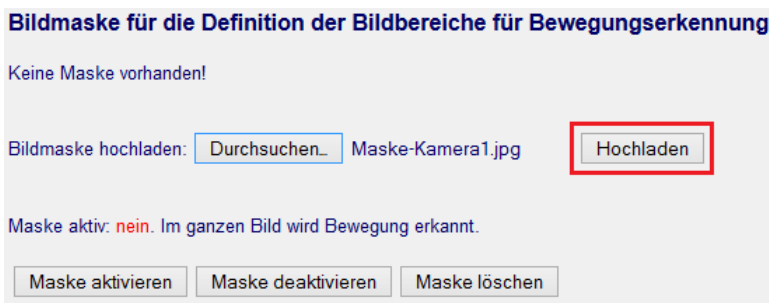 Bildmaske für die Definition der Bildbereiche für Bewegungserkennung
Keine Maske vorhanden!
Bildmaske hochladen: Durchsuchen... Maske-Kamera1.jpg Hochladen
Maske aktiv: nein. Im ganzen Bild wird Bewegung erkannt.
Maske aktivieren Maske deaktivieren Maske löschen